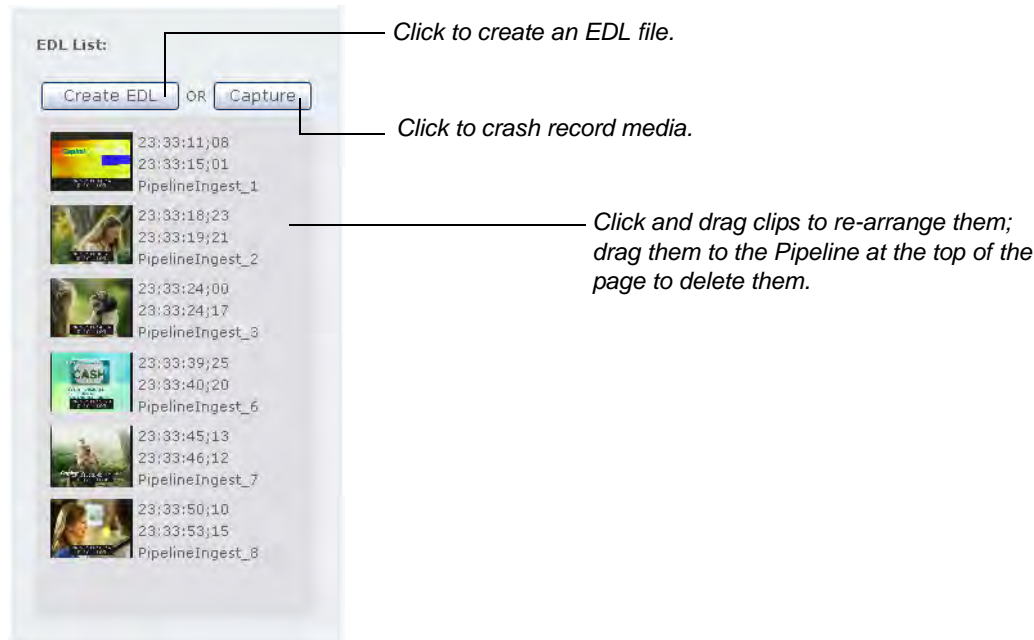 EDL List:
Click to create an EDL file.
Create EDL OR Capture
Click to crash record media.
23:33:11;08
23:33:15;01
PipelineIngest_1
23:33:18;23
23:33:19;21
PipelineIngest_2
Click and drag clips to re-arrange them;
drag them to the Pipeline at the top of the
page to delete them.
23:33:24;00
23:33:24;17
PipelineIngest_3
CASH
23:33:39;25
23:33:40;20
PipelineIngest_6
23:33:45;13
23:33:46;12
PipelineIngest_7
23:33:50;10
23:33:53;15
PipelineIngest_8